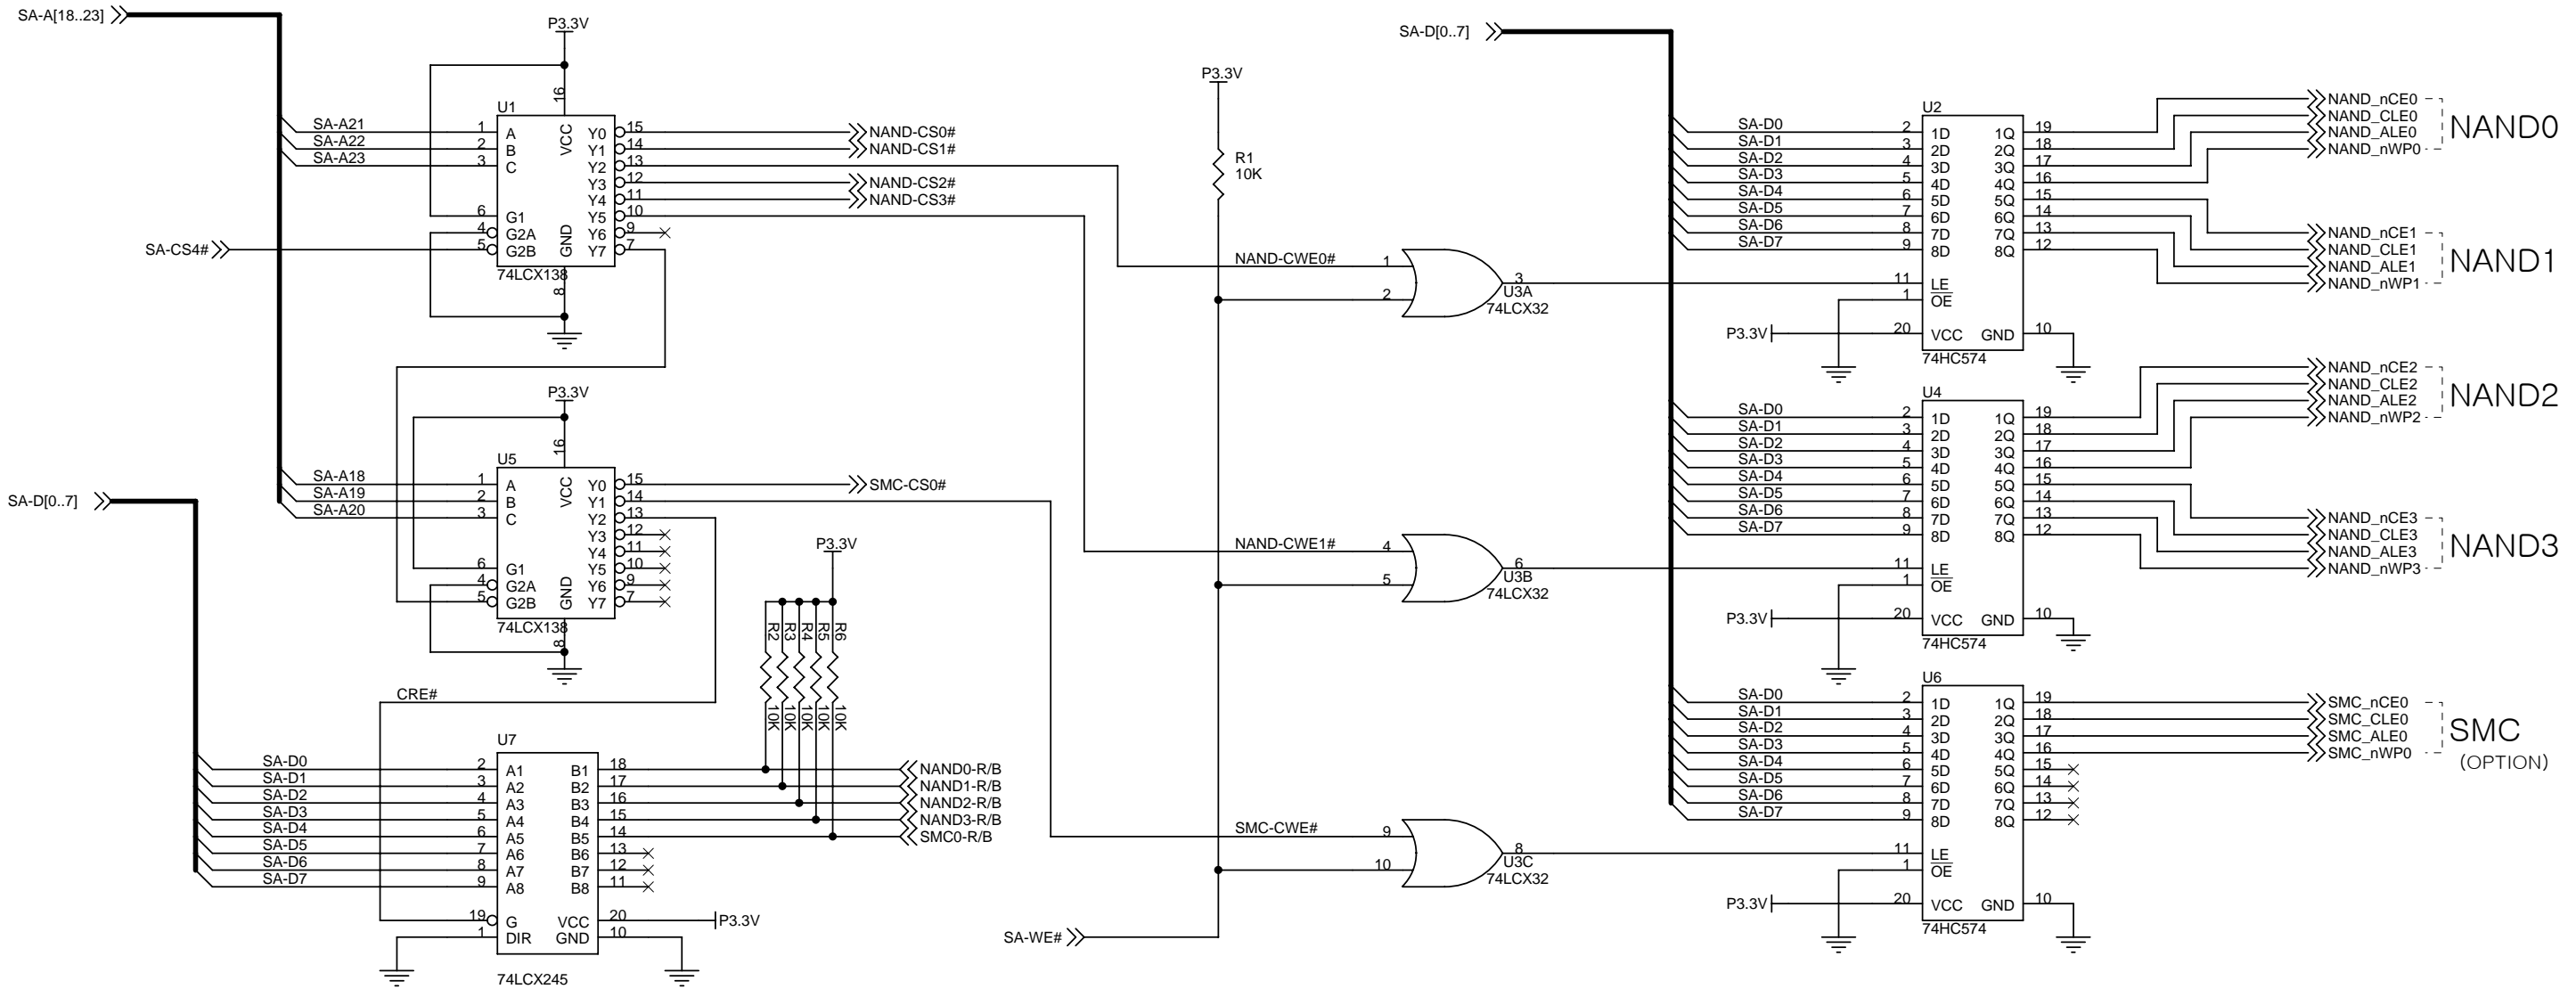 SA-A[18..23]
P3.3V
U1
16
SA-A21 1 A VCC Y0 15 NAND-CS0#
SA-A22 2 B Y1 14 NAND-CS1#
SA-A23 3 C Y2 13
Y3 12 NAND-CS2#
Y4 11 NAND-CS3#
6 G1 Y5 10
4 G2A GND Y6 9
SA-CS4# 5 G2B Y7 7
74LCX138
8
P3.3V
U5
16
SA-A18 1 A VCC Y0 15 SMC-CS0#
SA-A19 2 B Y1 14
SA-A20 3 C Y2 13
Y3 12
Y4 11
6 G1 Y5 10
4 G2A GND Y6 9
5 G2B Y7 7
74LCX138
8
SA-D[0..7]
CRE#
P3.3V
R2 R3 R4 R5 R6
10K 10K 10K 10K 10K
U7
SA-D0 2 A1 B1 18 NAND0-R/B
SA-D1 3 A2 B2 17 NAND1-R/B
SA-D2 4 A3 B3 16 NAND2-R/B
SA-D3 5 A4 B4 15 NAND3-R/B
SA-D4 6 A5 B5 14 SMC0-R/B
SA-D5 7 A6 B6 13
SA-D6 8 A7 B7 12
SA-D7 9 A8 B8 11
19 G VCC 20 P3.3V
1 DIR GND 10
74LCX245
P3.3V
R1
10K
NAND-CWE0# 1
2
3
U3A
74LCX32
NAND-CWE1# 4
5
6
U3B
74LCX32
SMC-CWE# 9
10
8
U3C
74LCX32
SA-WE#
SA-D[0..7]
U2
SA-D0 2 1D 1Q 19
SA-D1 3 2D 2Q 18
SA-D2 4 3D 3Q 17
SA-D3 5 4D 4Q 16
SA-D4 6 5D 5Q 15
SA-D5 7 6D 6Q 14
SA-D6 8 7D 7Q 13
SA-D7 9 8D 8Q 12
11 LE
1 OE
P3.3V 20 VCC GND 10
74HC574
NAND_nCE0
NAND_CLE0
NAND_ALE0
NAND_nWP0
NAND0
NAND_nCE1
NAND_CLE1
NAND_ALE1
NAND_nWP1
NAND1
U4
SA-D0 2 1D 1Q 19
SA-D1 3 2D 2Q 18
SA-D2 4 3D 3Q 17
SA-D3 5 4D 4Q 16
SA-D4 6 5D 5Q 15
SA-D5 7 6D 6Q 14
SA-D6 8 7D 7Q 13
SA-D7 9 8D 8Q 12
11 LE
1 OE
P3.3V 20 VCC GND 10
74HC574
NAND_nCE2
NAND_CLE2
NAND_ALE2
NAND_nWP2
NAND2
NAND_nCE3
NAND_CLE3
NAND_ALE3
NAND_nWP3
NAND3
U6
SA-D0 2 1D 1Q 19 SMC_nCE0
SA-D1 3 2D 2Q 18 SMC_CLE0
SA-D2 4 3D 3Q 17 SMC_ALE0
SA-D3 5 4D 4Q 16 SMC_nWP0
SA-D4 6 5D 5Q 15
SA-D5 7 6D 6Q 14
SA-D6 8 7D 7Q 13
SA-D7 9 8D 8Q 12
11 LE
1 OE
P3.3V 20 VCC GND 10
74HC574
SMC
(OPTION)